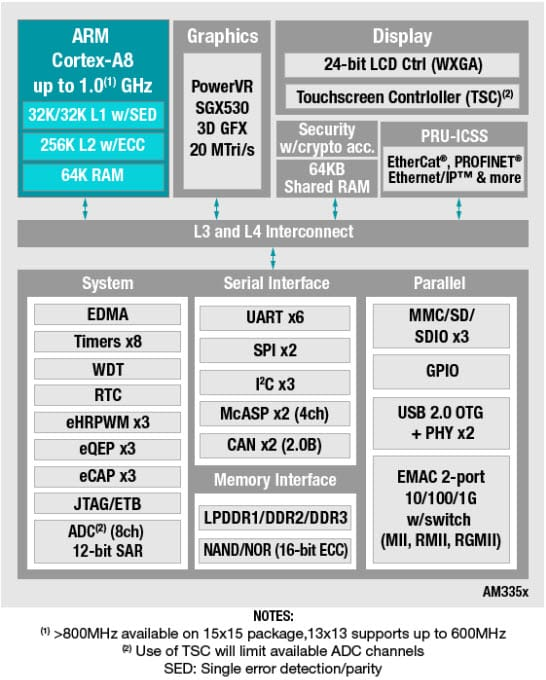 ARM
Cortex-A8
up to 1.0(1) GHz
32K/32K L1 w/SED
256K L2 w/ECC
64K RAM
Graphics
PowerVR
SGX530
3D GFX
20 MTri/s
Display
24-bit LCD Ctrl (WXGA)
Touchscreen Contrloller (TSC)(2)
Security
w/crypto acc.
64KB
Shared RAM
PRU-ICSS
EtherCat®, PROFINET®
Ethernet/IP™ & more
L3 and L4 Interconnect
System
EDMA
Timers x8
WDT
RTC
eHRPWM x3
eQEP x3
eCAP x3
JTAG/ETB
ADC(2) (8ch)
12-bit SAR
Serial Interface
UART x6
SPI x2
I²C x3
McASP x2 (4ch)
CAN x2 (2.0B)
Memory Interface
LPDDR1/DDR2/DDR3
NAND/NOR (16-bit ECC)
Parallel
MMC/SD/
SDIO x3
GPIO
USB 2.0 OTG
+ PHY x2
EMAC 2-port
10/100/1G
w/switch
(MII, RMII, RGMII)
AM335x
NOTES:
(1) >800MHz available on 15x15 package,13x13 supports up to 600MHz
(2) Use of TSC will limit available ADC channels
SED: Single error detection/parity